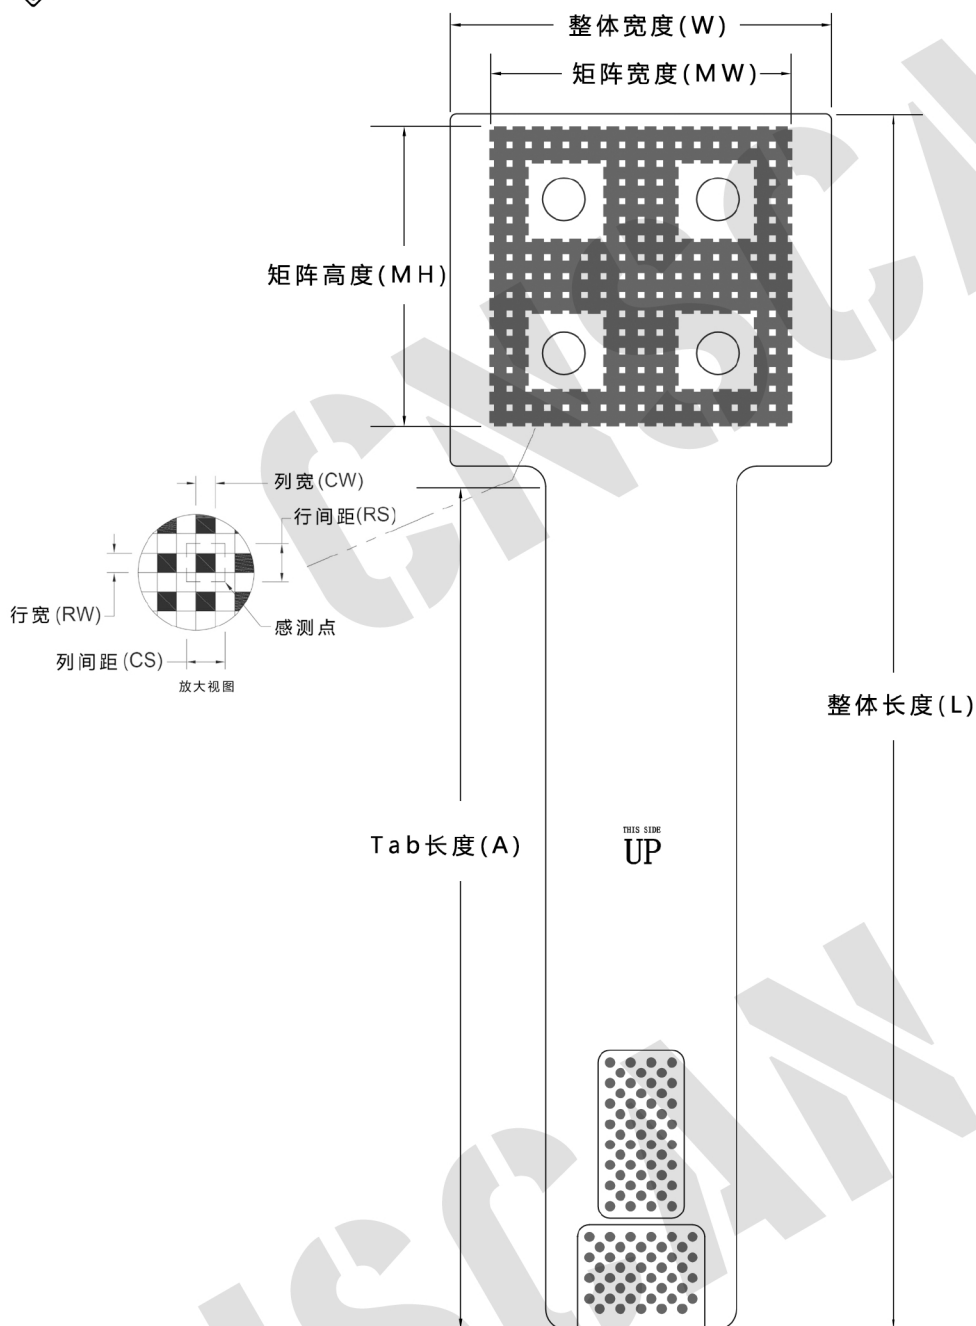 整体宽度(W)
矩阵宽度(MW)
矩阵高度(MH)
列宽(CW)
行间距(RS)
行宽(RW)
感测点
列间距(CS)
放大视图
整体长度(L)
Tab长度(A)
THIS SIDE
UP
CNSCAN
CNSCAN